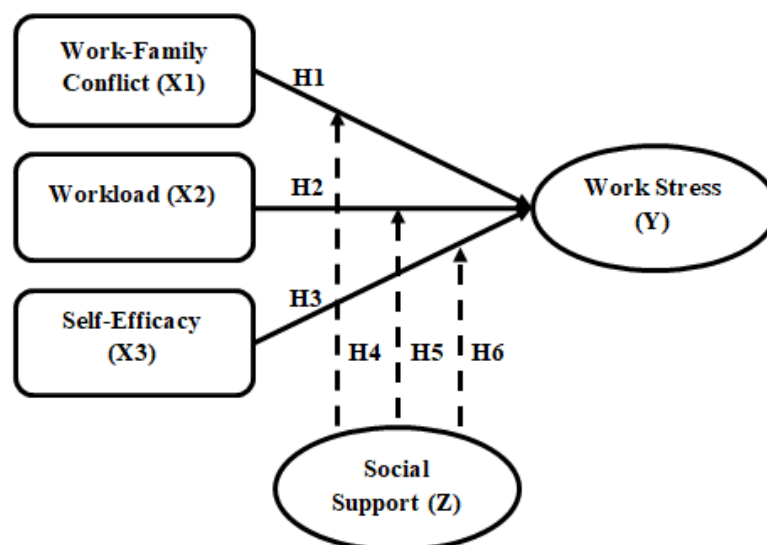 Work-Family
Conflict (X1)
H1
Workload (X2)
H2
Work Stress
(Y)
Self-Efficacy
(X3)
H3
H4
H5
H6
Social
Support (Z)